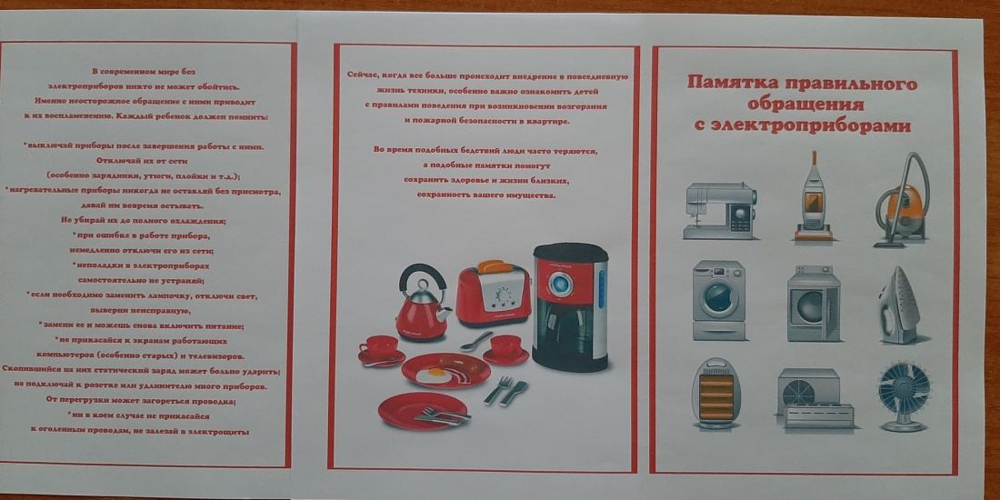 В современном мире без
электроприборов никто не может обойтись.
Именно неосторожное обращение с ними приводит
к их воспламенению. Каждый ребенок должен помнить:
*выключай приборы после завершения работы с ними.
Отключай их от сети
(особенно зарядники, утюги, плойки и т.д.);
*нагревательные приборы никогда не оставляй без присмотра,
давай им вовремя остывать.
Не убирай их до полного охлаждения;
*при ошибке в работе прибора,
немедленно отключи его из сети;
*неполадки в электроприборах
самостоятельно не устраняй;
*если необходимо заменить лампочку, отключи свет,
выверни неисправную,
*замени ее и можешь снова включить питание;
*не прикасайся к экранам работающих
компьютеров (особенно старых) и телевизоров.
Скопившийся на них статический заряд может больно ударить;
не подключай к розетке или удлинителю много приборов.
От перегрузки может загореться проводка;
*ни в коем случае не прикасайся
к оголенным проводам, не залезай в электрощиты
Сейчас, когда все больше происходит внедрение в повседневную
жизнь техники, особенно важно ознакомить детей
с правилами поведения при возникновении возгорания
и пожарной безопасности в квартире.
Во время подобных бедствий люди часто теряются,
а подобные памятки помогут
сохранить здоровье и жизни близких,
сохранность вашего имущества.
Памятка правильного
обращения
с электроприборами